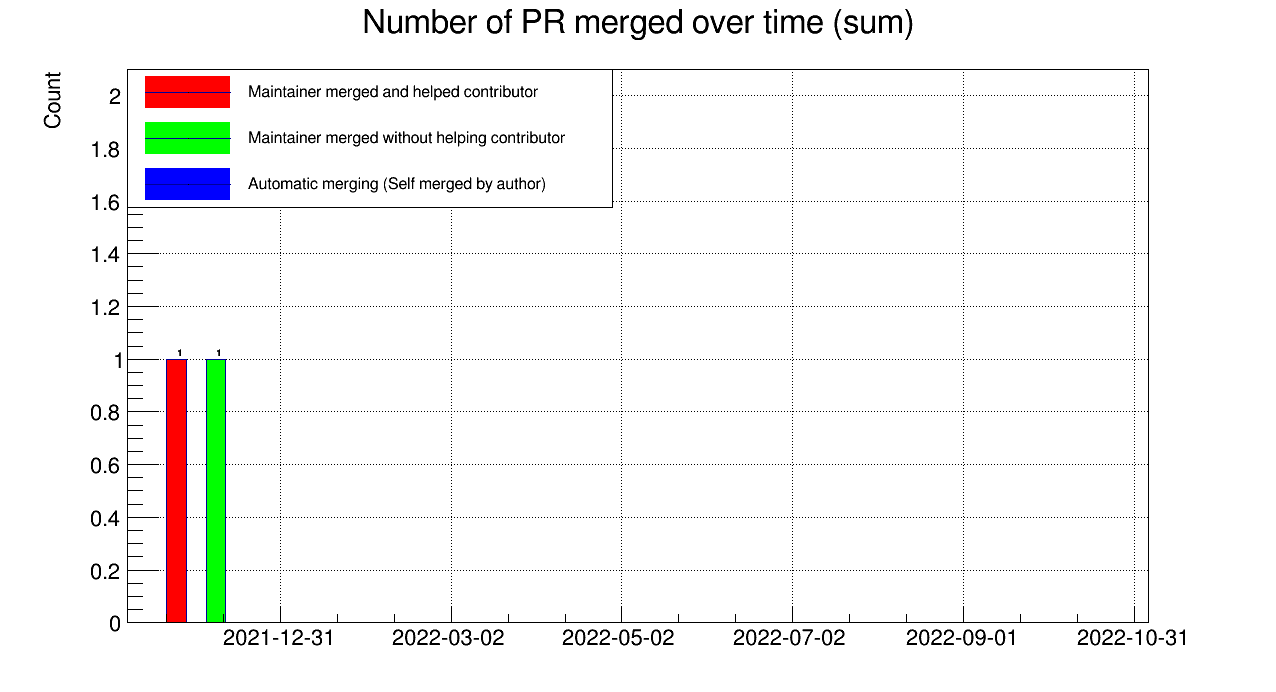 Number of PR merged over time (sum)
Count
Maintainer merged and helped contributor
Maintainer merged without helping contributor
Automatic merging (Self merged by author)
2
1.8
1.6
1.4
1.2
1
0.8
0.6
0.4
0.2
0
1 1
2021-12-31 2022-03-02 2022-05-02 2022-07-02 2022-09-01 2022-10-31